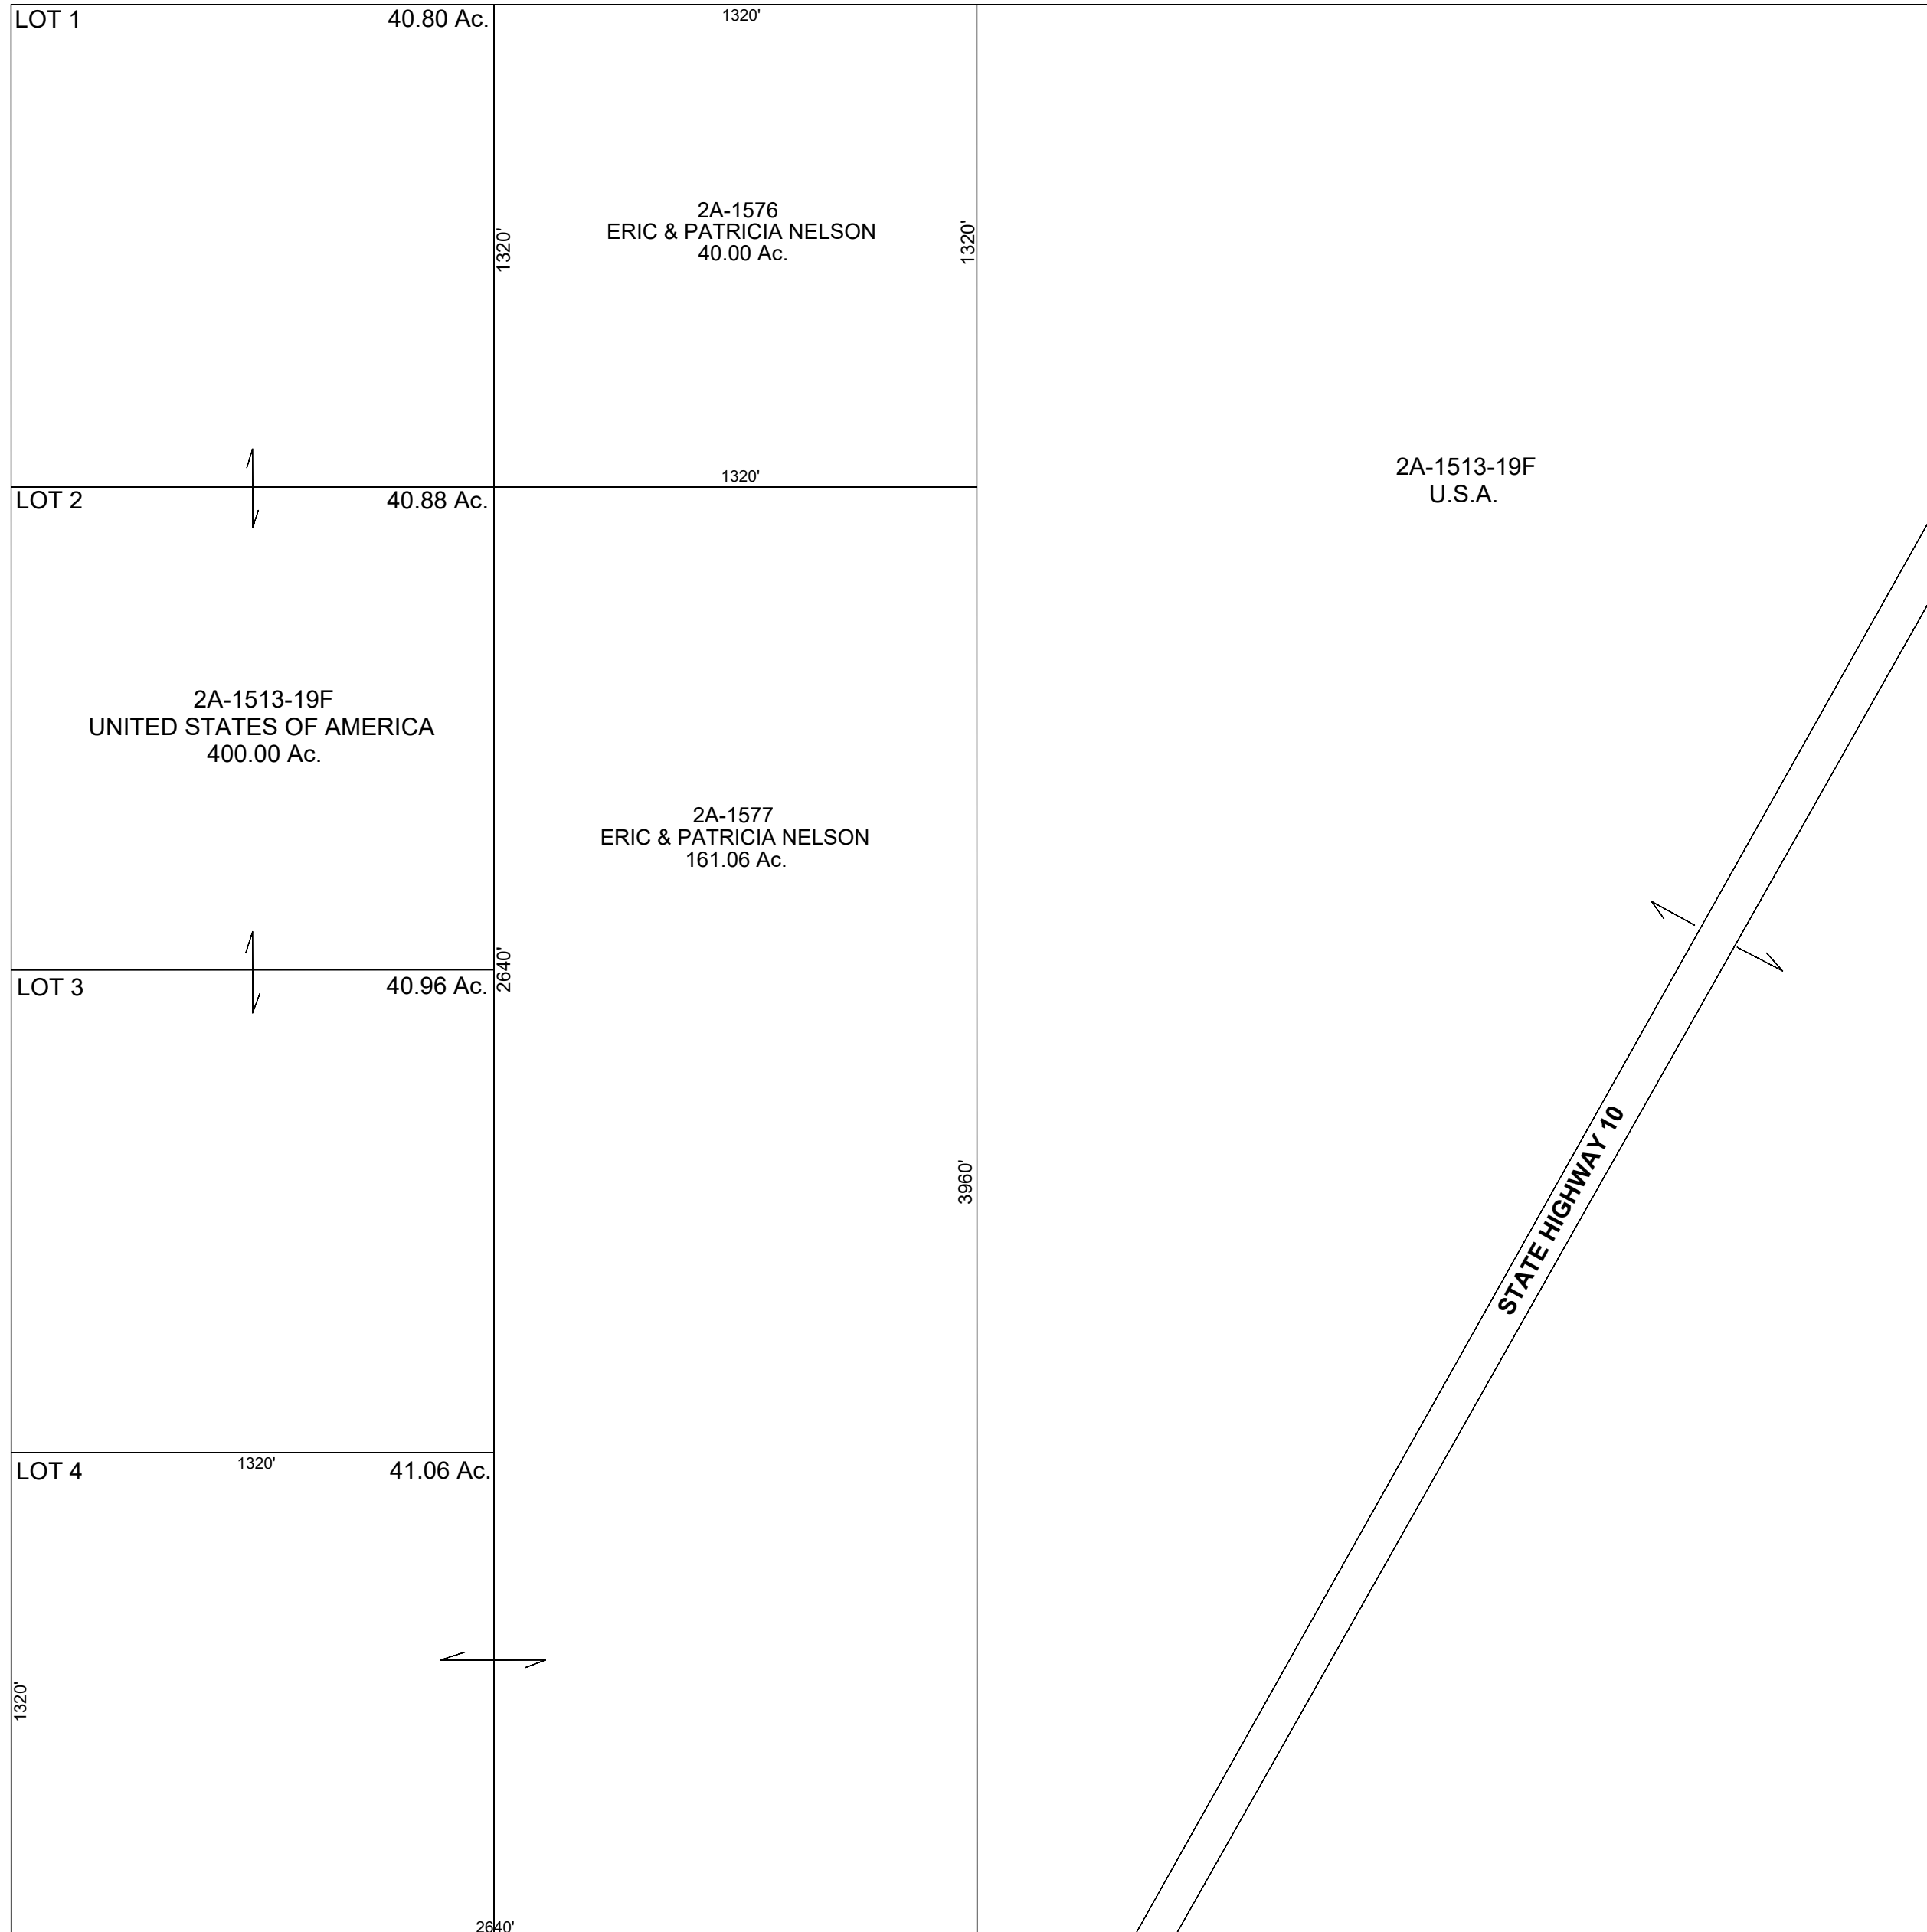 LOT 1
40.80 Ac.
1320'
2A-1576
ERIC & PATRICIA NELSON
40.00 Ac.
1320'
1320'
1320'
LOT 2
40.88 Ac.
2A-1513-19F
U.S.A.
2A-1513-19F
UNITED STATES OF AMERICA
400.00 Ac.
2A-1577
ERIC & PATRICIA NELSON
161.06 Ac.
2640'
LOT 3
40.96 Ac.
3960'
STATE HIGHWAY 10
LOT 4
1320'
41.06 Ac.
1320'
2640'